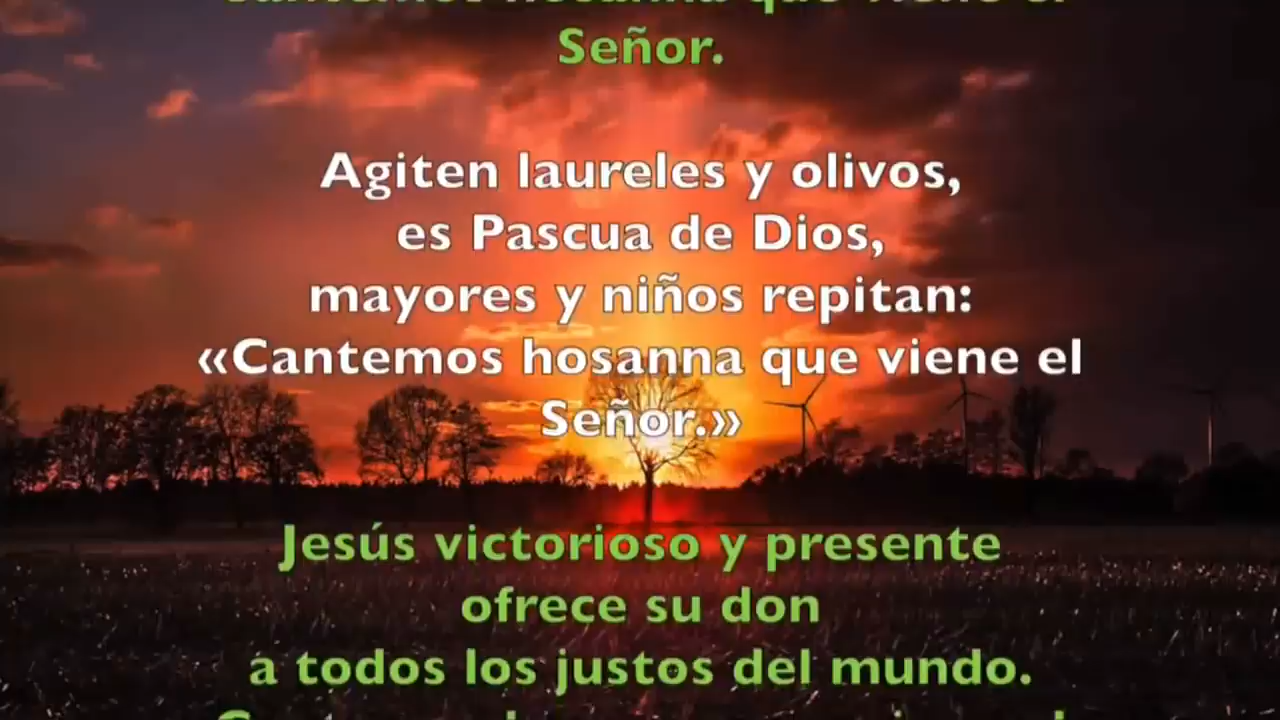 Señor.
Agiten laureles y olivos,
es Pascua de Dios,
mayores y niños repitan:
«Cantemos hosanna que viene el
Señor.»
Jesús victorioso y presente
ofrece su don
a todos los justos del mundo.